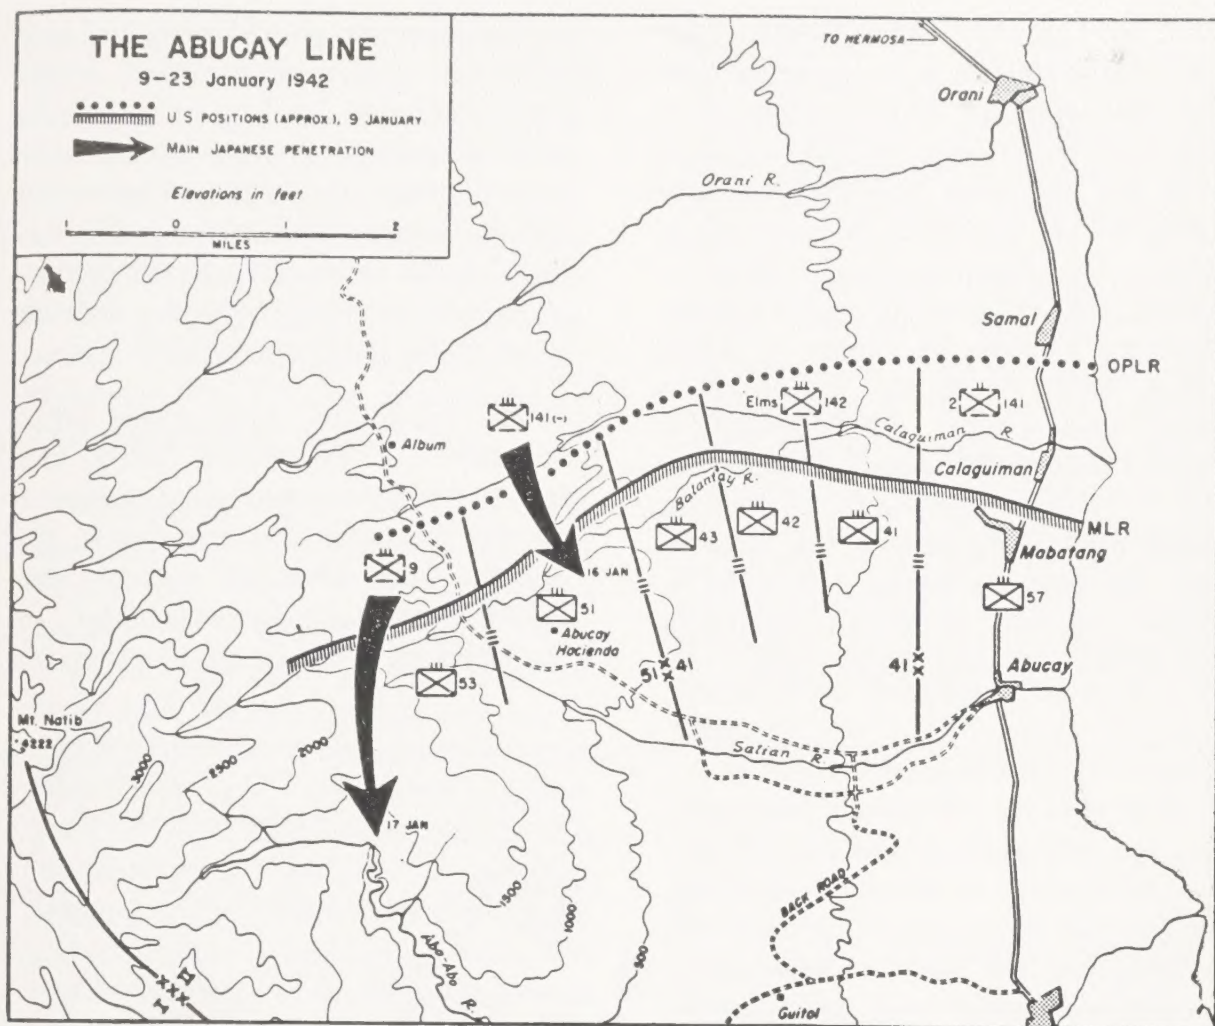 THE ABUCAY LINE
9-23 January 1942
U S POSITIONS (APPROX), 9 JANUARY
MAIN JAPANESE PENETRATION
Elevations in feet
1 0 1 2
MILES
TO HERMOSA
Orani
Orani R.
Samal
OPLR
141(-)
Elms 142
2 141
Calaguiman R.
Album
Calaguiman
Balantay R.
MLR
43
42
41
Mabatang
9
16 JAN
51
57
Abucay
Hacienda
51 41
41
Abucay
53
Mt. Natib
4222
3000
2500
2000
Salian R.
17 JAN
1500
1000
500
BACK ROAD
Abo-Abo R.
I
II
Guitol